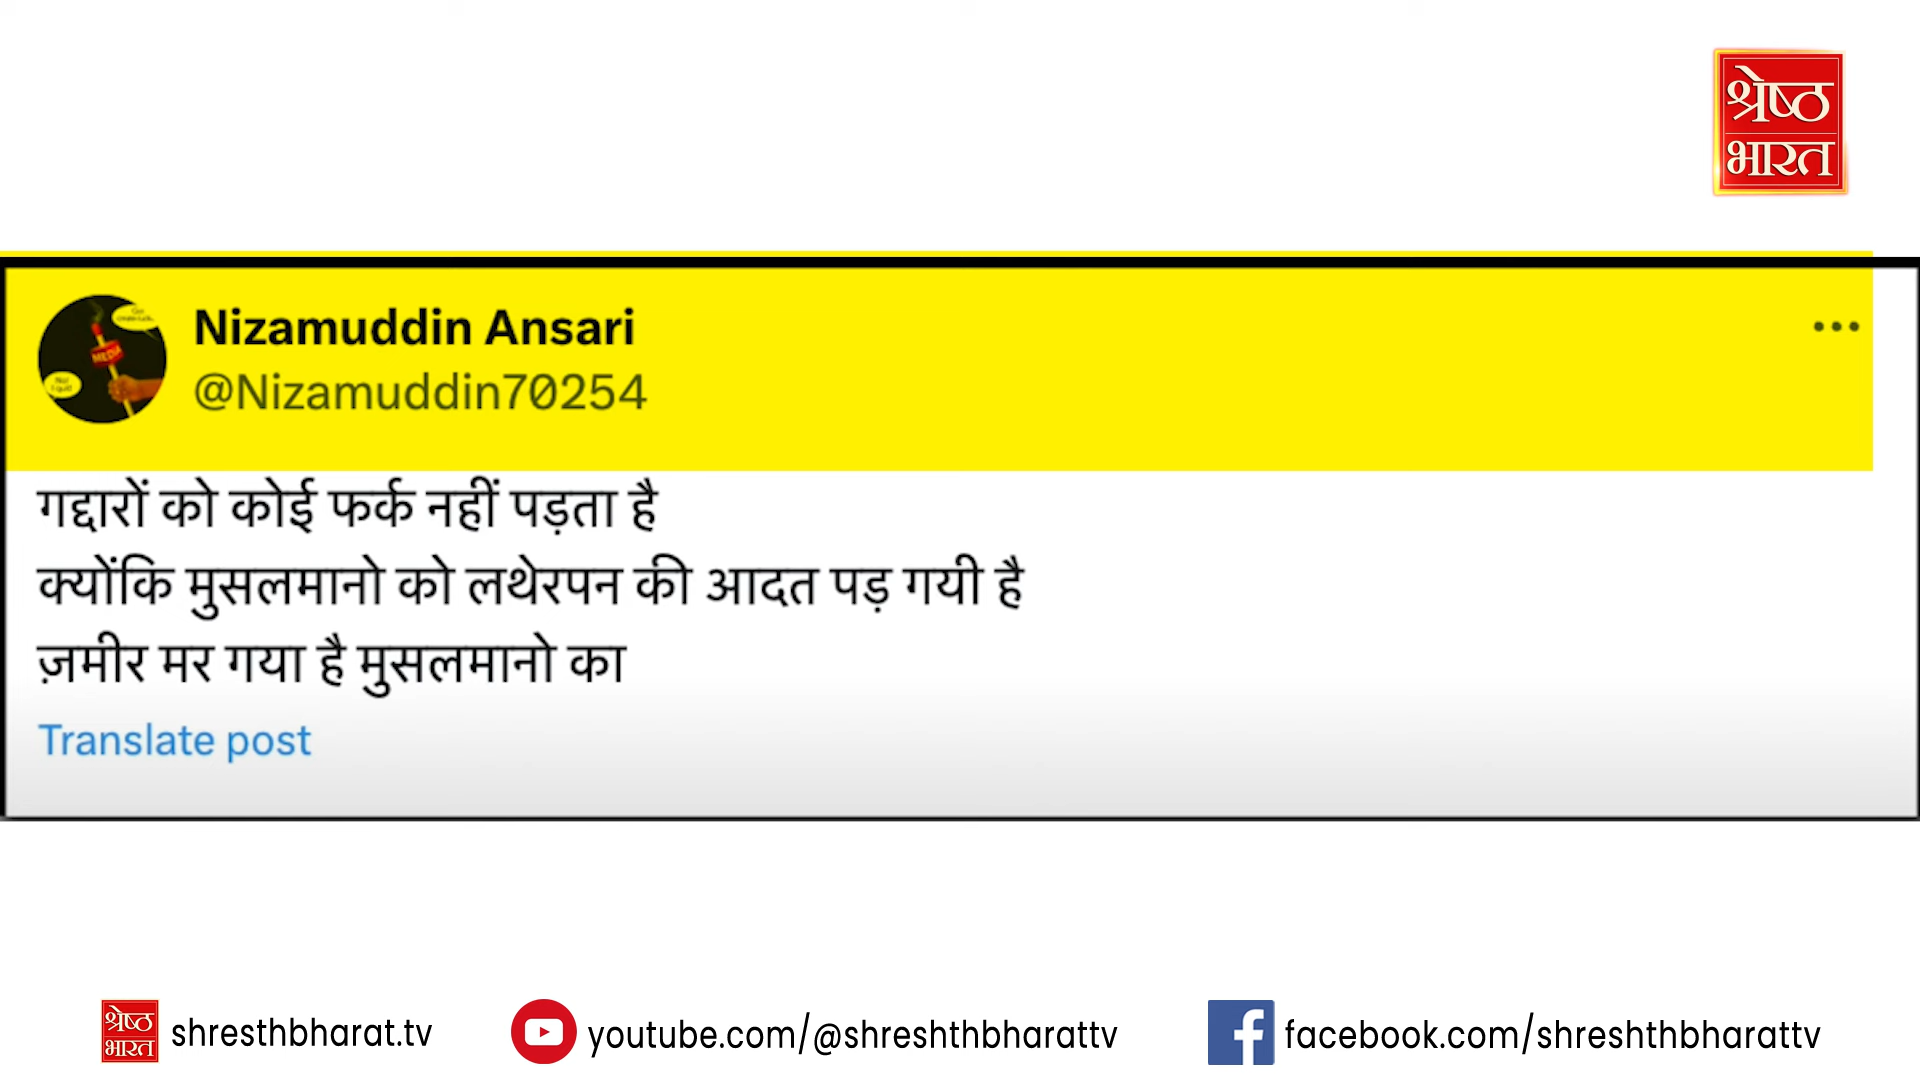 श्रेष्ठ
भारत
MEDIA
Nizamuddin Ansari
@Nizamuddin70254
गद्दारों को कोई फर्क नहीं पड़ता है
क्योंकि मुसलमानो को लथेरपन की आदत पड़ गयी है
ज़मीर मर गया है मुसलमानो का
Translate post
श्रेष्ठ
भारत
shresthbharat.tv
youtube.com/@shreshthbharattv
facebook.com/shreshthbharattv